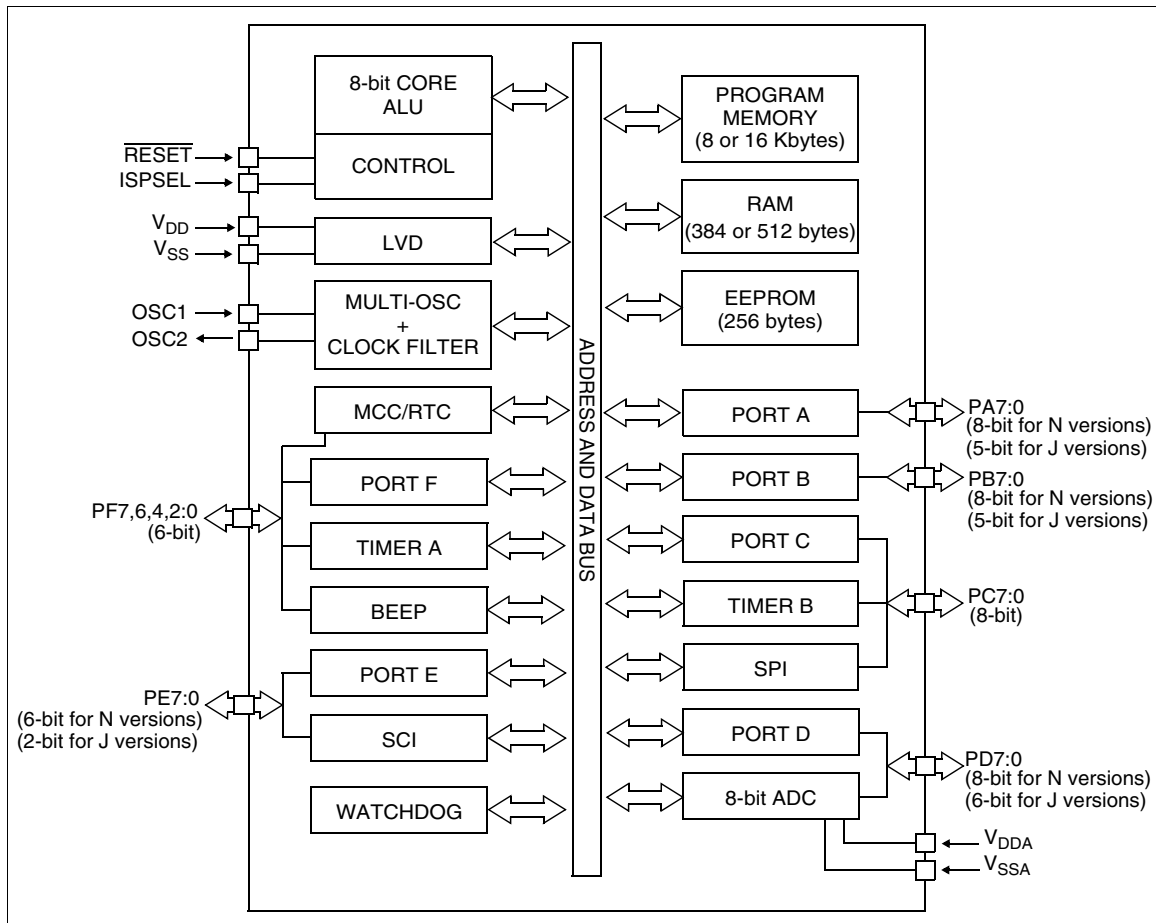 8-bit CORE
ALU
CONTROL
RESET
ISPSEL
VDD
VSS
LVD
OSC1
OSC2
MULTI-OSC
+
CLOCK FILTER
MCC/RTC
PORT F
PF7,6,4,2:0
(6-bit)
TIMER A
BEEP
PORT E
PE7:0
(6-bit for N versions)
(2-bit for J versions)
SCI
WATCHDOG
ADDRESS AND DATA BUS
PROGRAM
MEMORY
(8 or 16 Kbytes)
RAM
(384 or 512 bytes)
EEPROM
(256 bytes)
PORT A
PA7:0
(8-bit for N versions)
(5-bit for J versions)
PORT B
PB7:0
(8-bit for N versions)
(5-bit for J versions)
PORT C
TIMER B
PC7:0
(8-bit)
SPI
PORT D
PD7:0
(8-bit for N versions)
(6-bit for J versions)
8-bit ADC
VDDA
VSSA